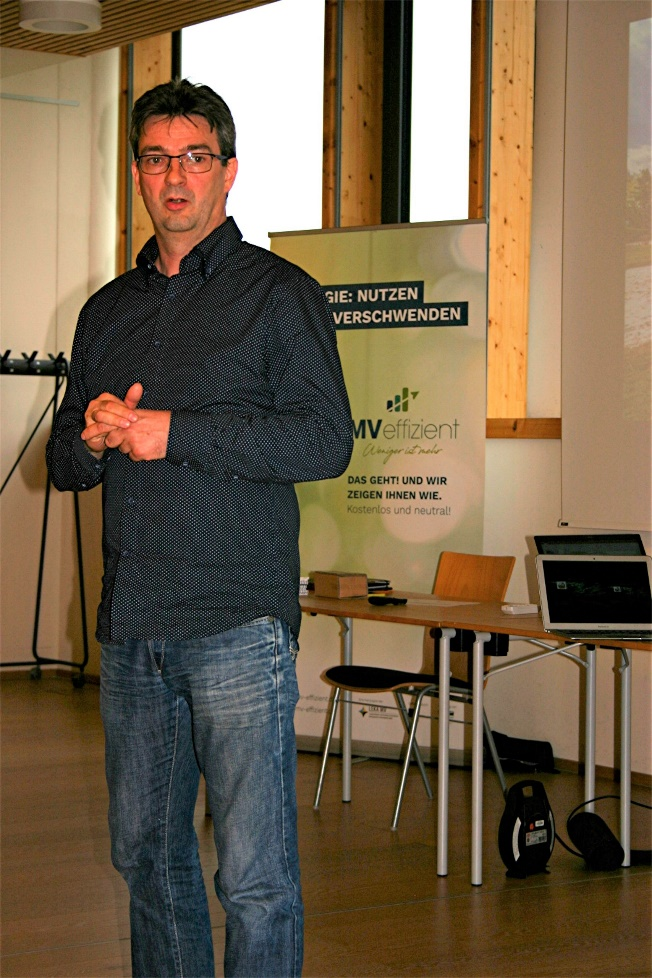 GIE: NUTZEN
VERSCHWENDEN
MVeffizient
Weniger ist mehr
DAS GEHT! UND WIR
ZEIGEN IHNEN WIE.
Kostenlos und neutral!